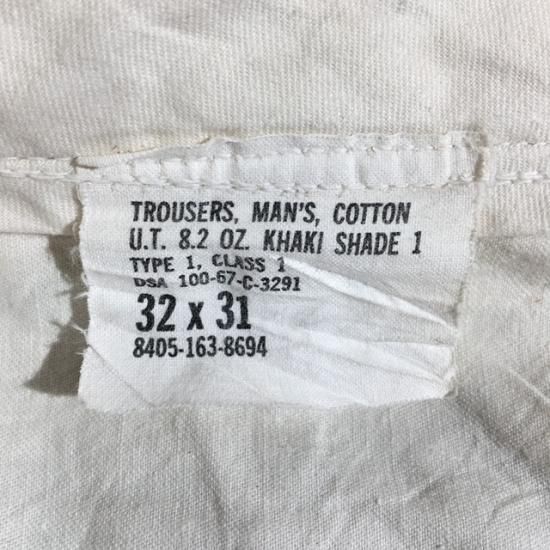 TROUSERS, MAN'S, COTTON
U.T. 8.2 OZ. KHAKI SHADE 1
TYPE 1, CLASS 1
DSA 100-67-C-3291
32 x 31
8405-163-8694